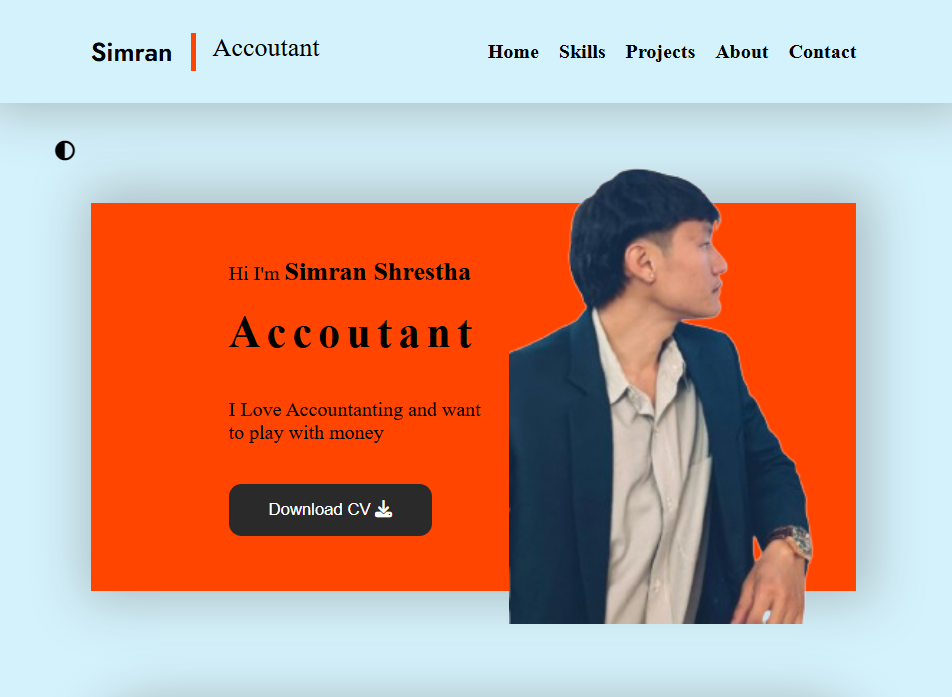 Simran
Accoutant
Home Skills Projects About Contact
Hi I'm Simran Shrestha
Accoutant
I Love Accountanting and want
to play with money
Download CV